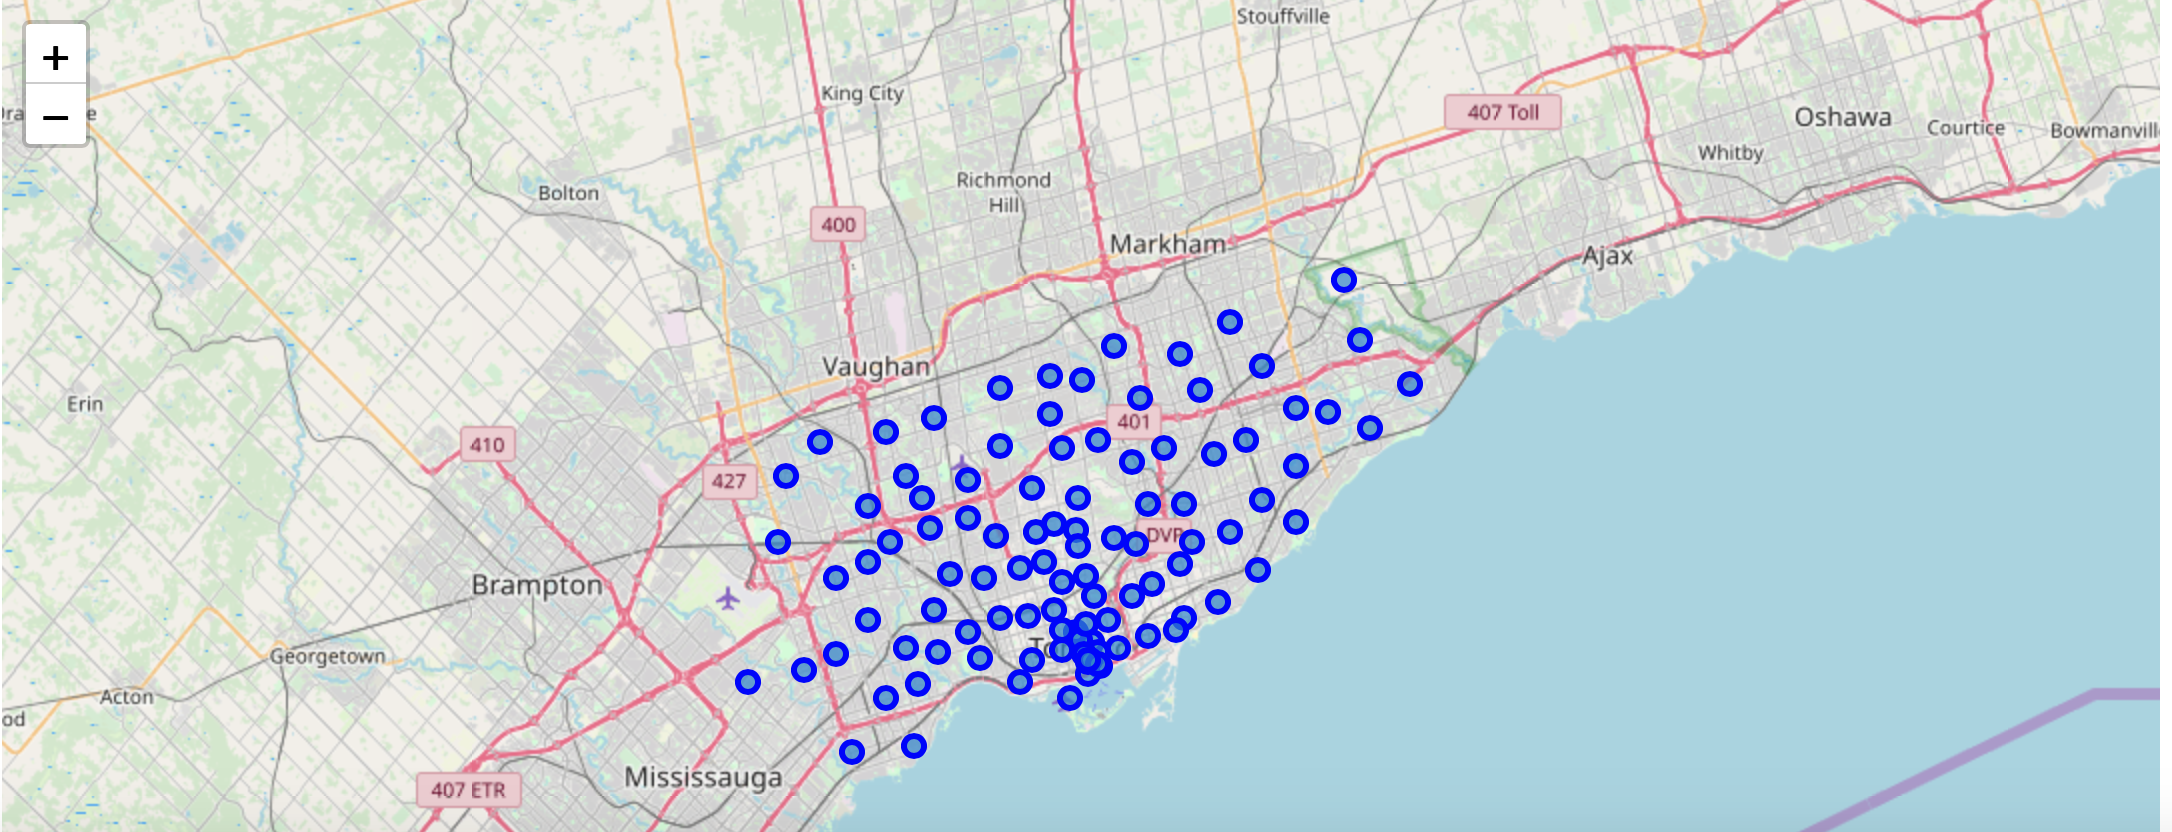 Stouffville
+
King City
407 Toll
Oshawa
Courtice
−
Whitby
Richmond
Hill
Bolton
400
Markham
Ajax
Vaughan
Erin
401
410
427
DVP
Brampton
Georgetown
Acton
Mississauga
407 ETR